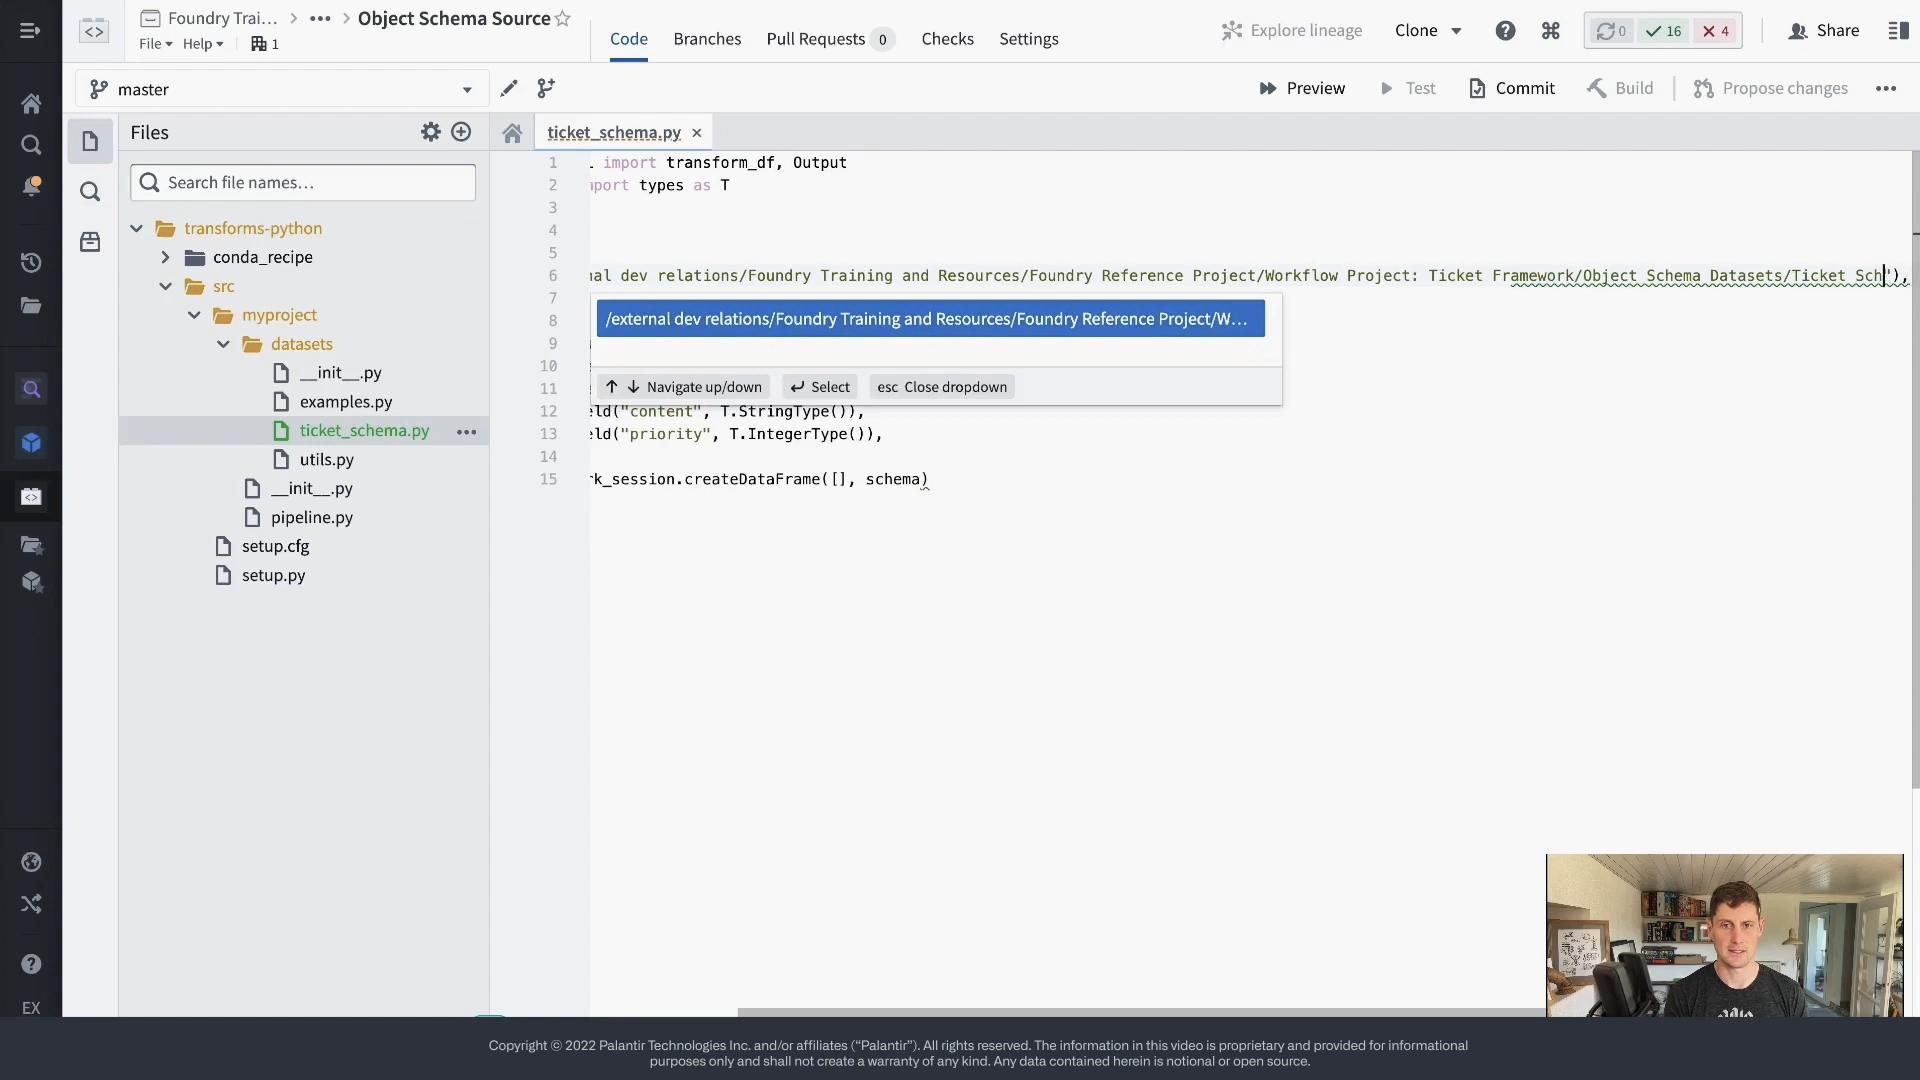 Foundry Trai… > ••• > Object Schema Source
File Help 1
Code Branches Pull Requests 0 Checks Settings
Explore lineage Clone 0 16 4 Share
master
Preview Test Commit Build Propose changes
Files
Search file names…
transforms-python
conda_recipe
src
myproject
datasets
__init__.py
examples.py
ticket_schema.py
utils.py
__init__.py
pipeline.py
setup.cfg
setup.py
EX
ticket_schema.py ×
1 import transform_df, Output
2 mport types as T
3
4
5
6 nal dev relations/Foundry Training and Resources/Foundry Reference Project/Workflow Project: Ticket Framework/Object Schema Datasets/Ticket Sch"),
7
/external dev relations/Foundry Training and Resources/Foundry Reference Project/W…
8
9
10
11
Navigate up/down Select esc Close dropdown
12 eld("content", T.StringType()),
13 eld("priority", T.IntegerType()),
14
15 rk_session.createDataFrame([], schema)
Copyright © 2022 Palantir Technologies Inc. and/or affiliates (“Palantir”). All rights reserved. The information in this video is proprietary and provided for informational
purposes only and shall not create a warranty of any kind. Any data contained herein is notional or open source.